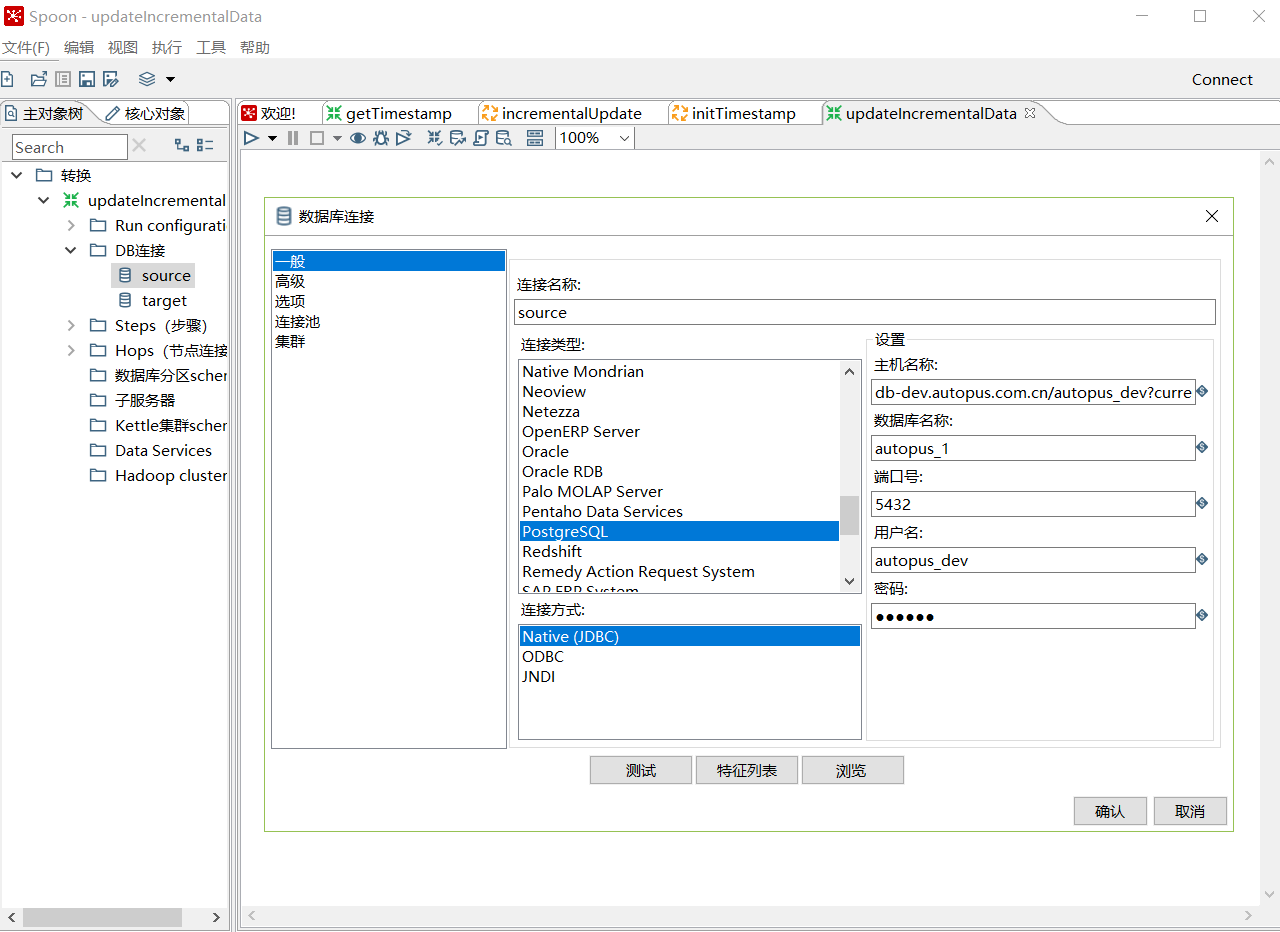 Spoon - updateIncrementalData
文件(F) 编辑 视图 执行 工具 帮助
Connect
主对象树 核心对象
欢迎! getTimestamp incrementalUpdate initTimestamp updateIncrementalData
Search
100%
转换
updateIncremental
Run configurati
DB连接
source
target
Steps (步骤)
Hops (节点连接
数据库分区scher
子服务器
Kettle集群scher
Data Services
Hadoop cluster
数据库连接
一般
高级
选项
连接池
集群
连接名称:
source
连接类型:
Native Mondrian
Neoview
Netezza
OpenERP Server
Oracle
Oracle RDB
Palo MOLAP Server
Pentaho Data Services
PostgreSQL
Redshift
Remedy Action Request System
SAP ERP System
连接方式:
Native (JDBC)
ODBC
JNDI
设置
主机名称:
db-dev.autopus.com.cn/autopus_dev?curre
数据库名称:
autopus_1
端口号:
5432
用户名:
autopus_dev
密码:
●●●●●●
测试 特征列表 浏览
确认 取消